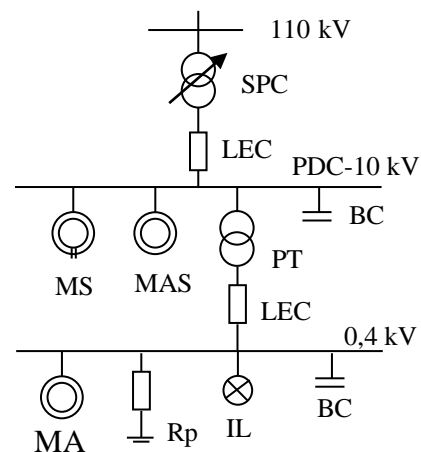 110 kV
SPC
LEC
PDC-10 kV
BC
PT
MS
MAS
LEC
0,4 kV
BC
MA
Rp
IL